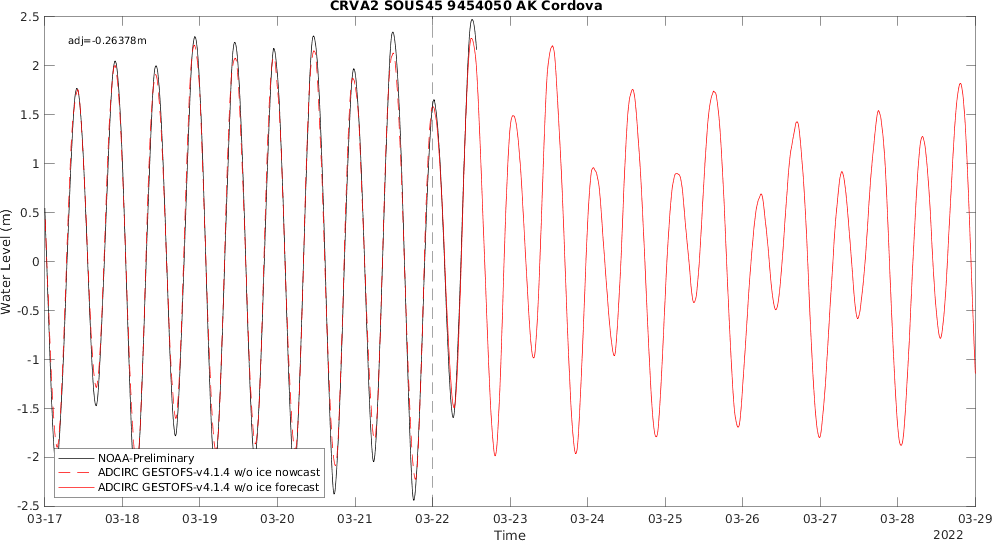 CRVA2 SOUS45 9454050 AK Cordova
adj=-0.26378m
Water Level (m)
2.5
2
1.5
1
0.5
0
-0.5
-1
-1.5
-2
-2.5
NOAA-Preliminary
ADCIRC GESTOFS-v4.1.4 w/o ice nowcast
ADCIRC GESTOFS-v4.1.4 w/o ice forecast
03-17 03-18 03-19 03-20 03-21 03-22 03-23 03-24 03-25 03-26 03-27 03-28 03-29
Time
2022